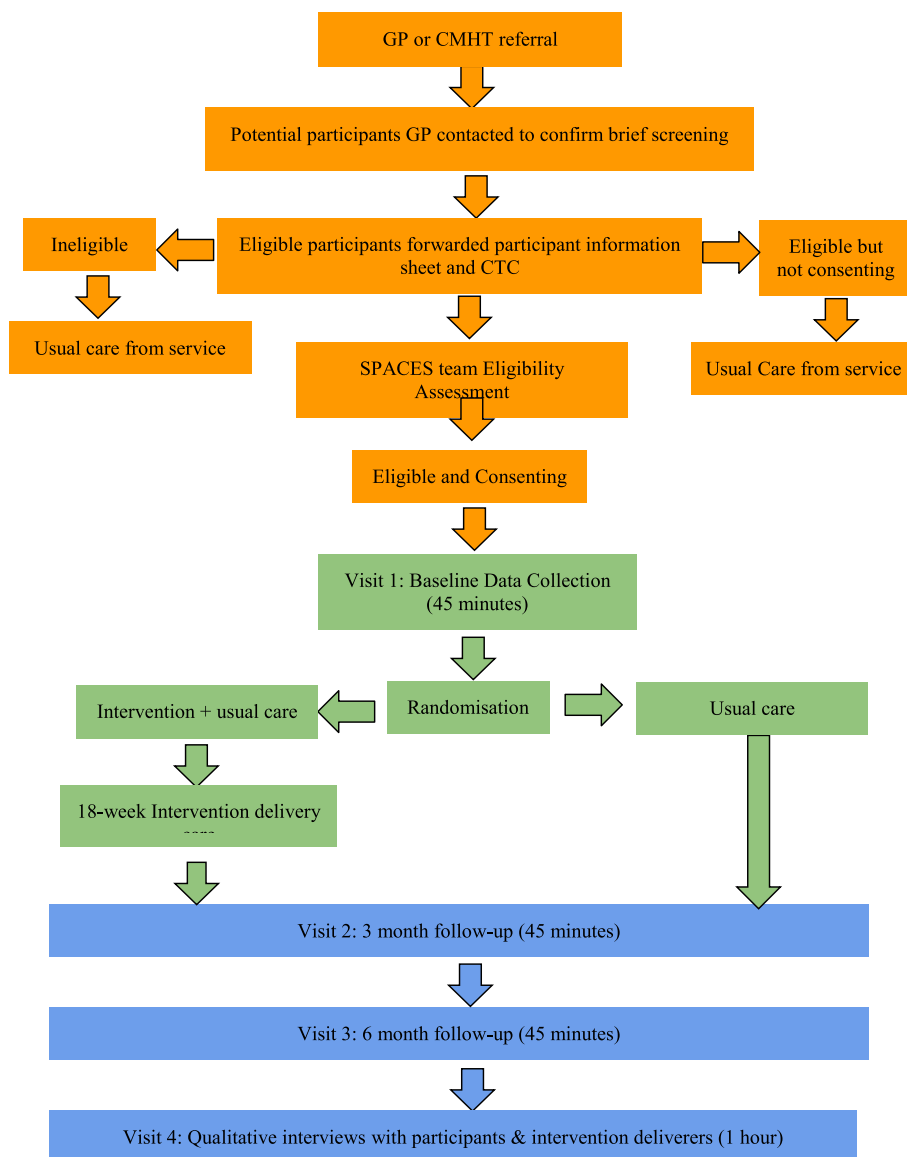 GP or CMHT referral
Potential participants GP contacted to confirm brief screening
Ineligible
Eligible participants forwarded participant information
sheet and CTC
Eligible but
not consenting
Usual care from service
SPACES team Eligibility
Assessment
Usual Care from service
Eligible and Consenting
Visit 1: Baseline Data Collection
(45 minutes)
Intervention + usual care
Randomisation
Usual care
18-week Intervention delivery
Visit 2: 3 month follow-up (45 minutes)
Visit 3: 6 month follow-up (45 minutes)
Visit 4: Qualitative interviews with participants & intervention deliverers (1 hour)